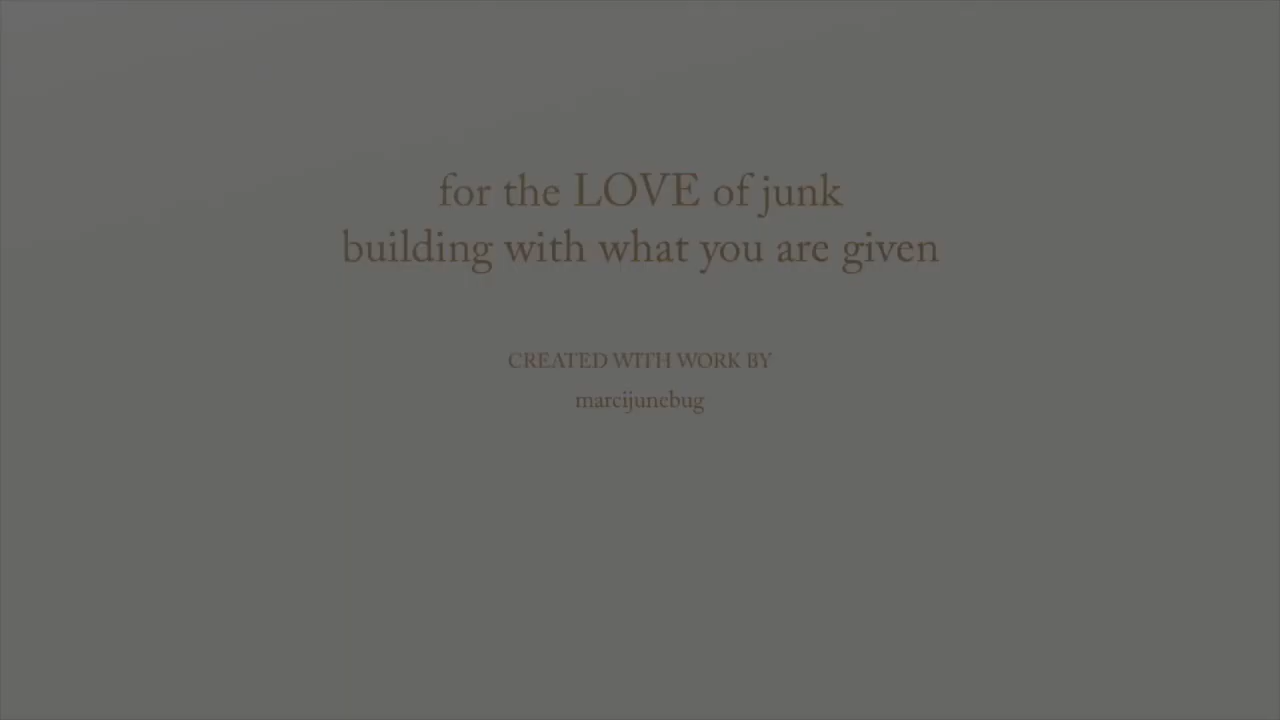 for the LOVE of junk
building with what you are given
CREATED WITH WORK BY
marcijunebug